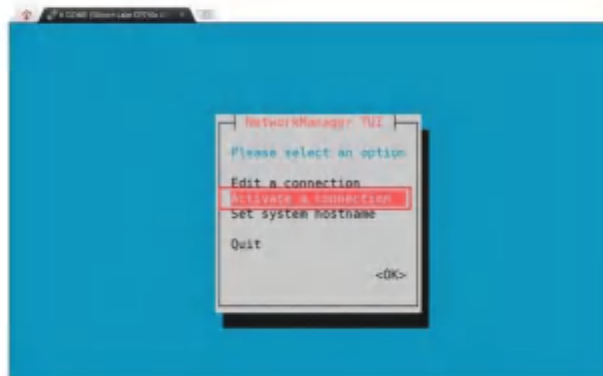 NetworkManager TUI
Please select an option
Edit a connection
Activate a connection
Set system hostname
Quit
<OK>